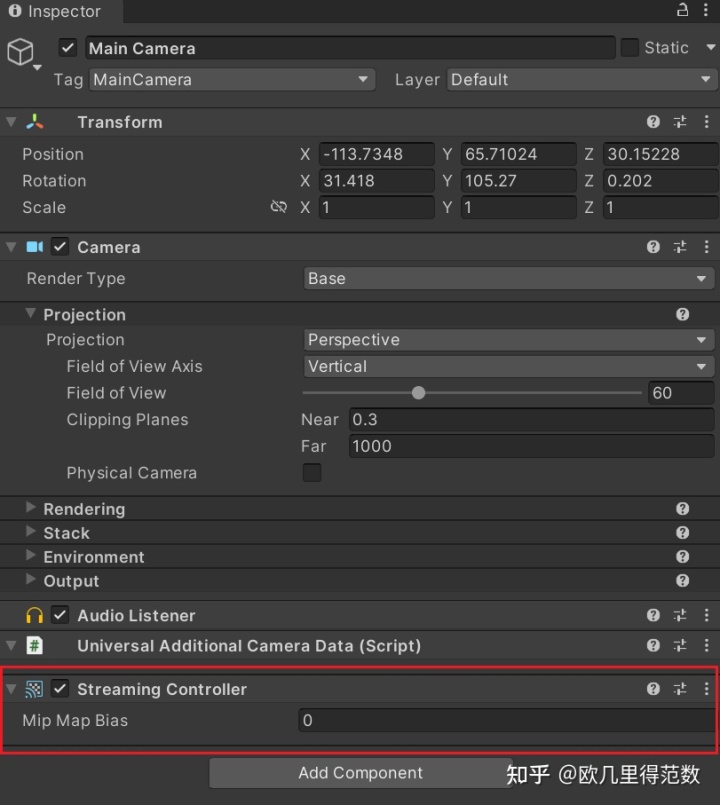 Inspector
Main Camera Static
Tag MainCamera Layer Default
Transform
Position X -113.7348 Y 65.71024 Z 30.15228
Rotation X 31.418 Y 105.27 Z 0.202
Scale X 1 Y 1 Z 1
Camera
Render Type Base
Projection
Projection Perspective
Field of View Axis Vertical
Field of View 60
Clipping Planes Near 0.3
Far 1000
Physical Camera
Rendering
Stack
Environment
Output
Audio Listener
# Universal Additional Camera Data (Script)
Streaming Controller
Mip Map Bias 0
Add Component
知乎 @欧几里得范数